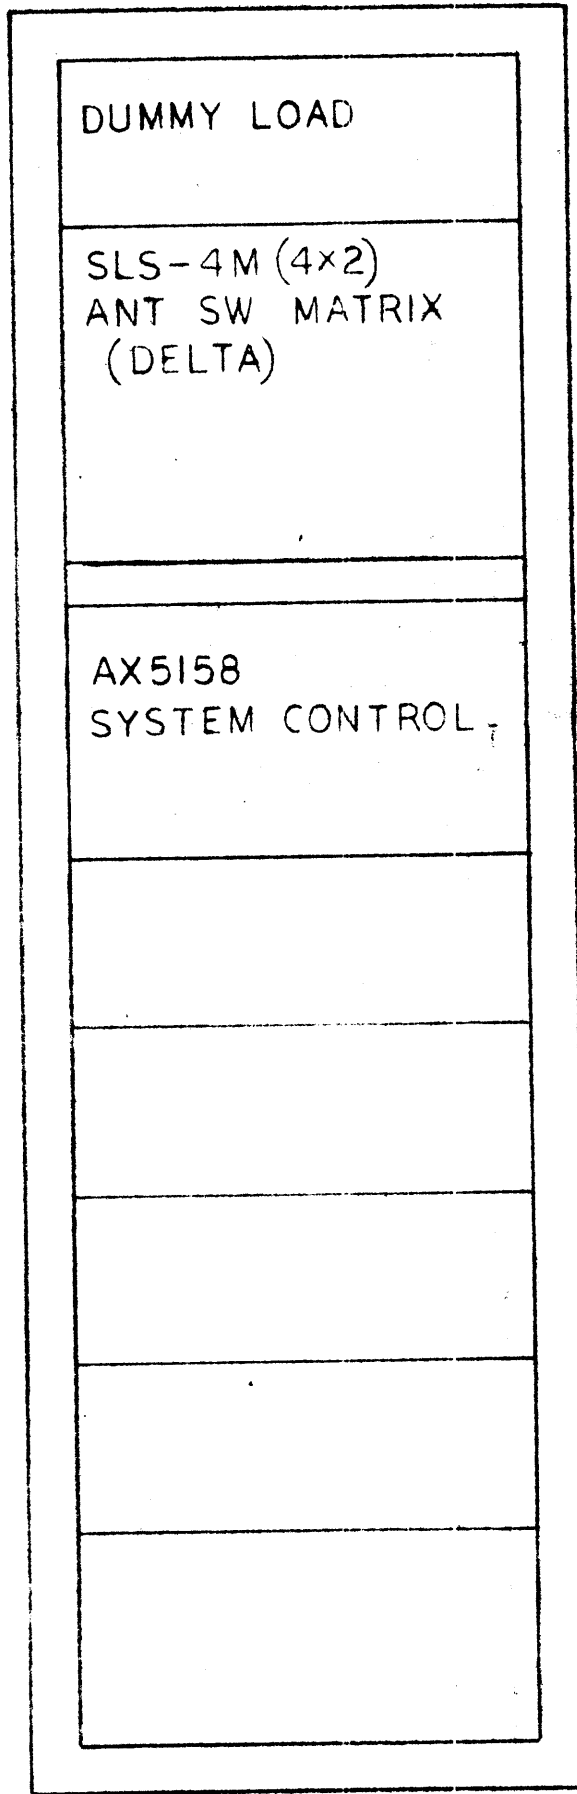 DUMMY LOAD
SLS-4M (4×2)
ANT SW MATRIX
(DELTA)
AX5158
SYSTEM CONTROL